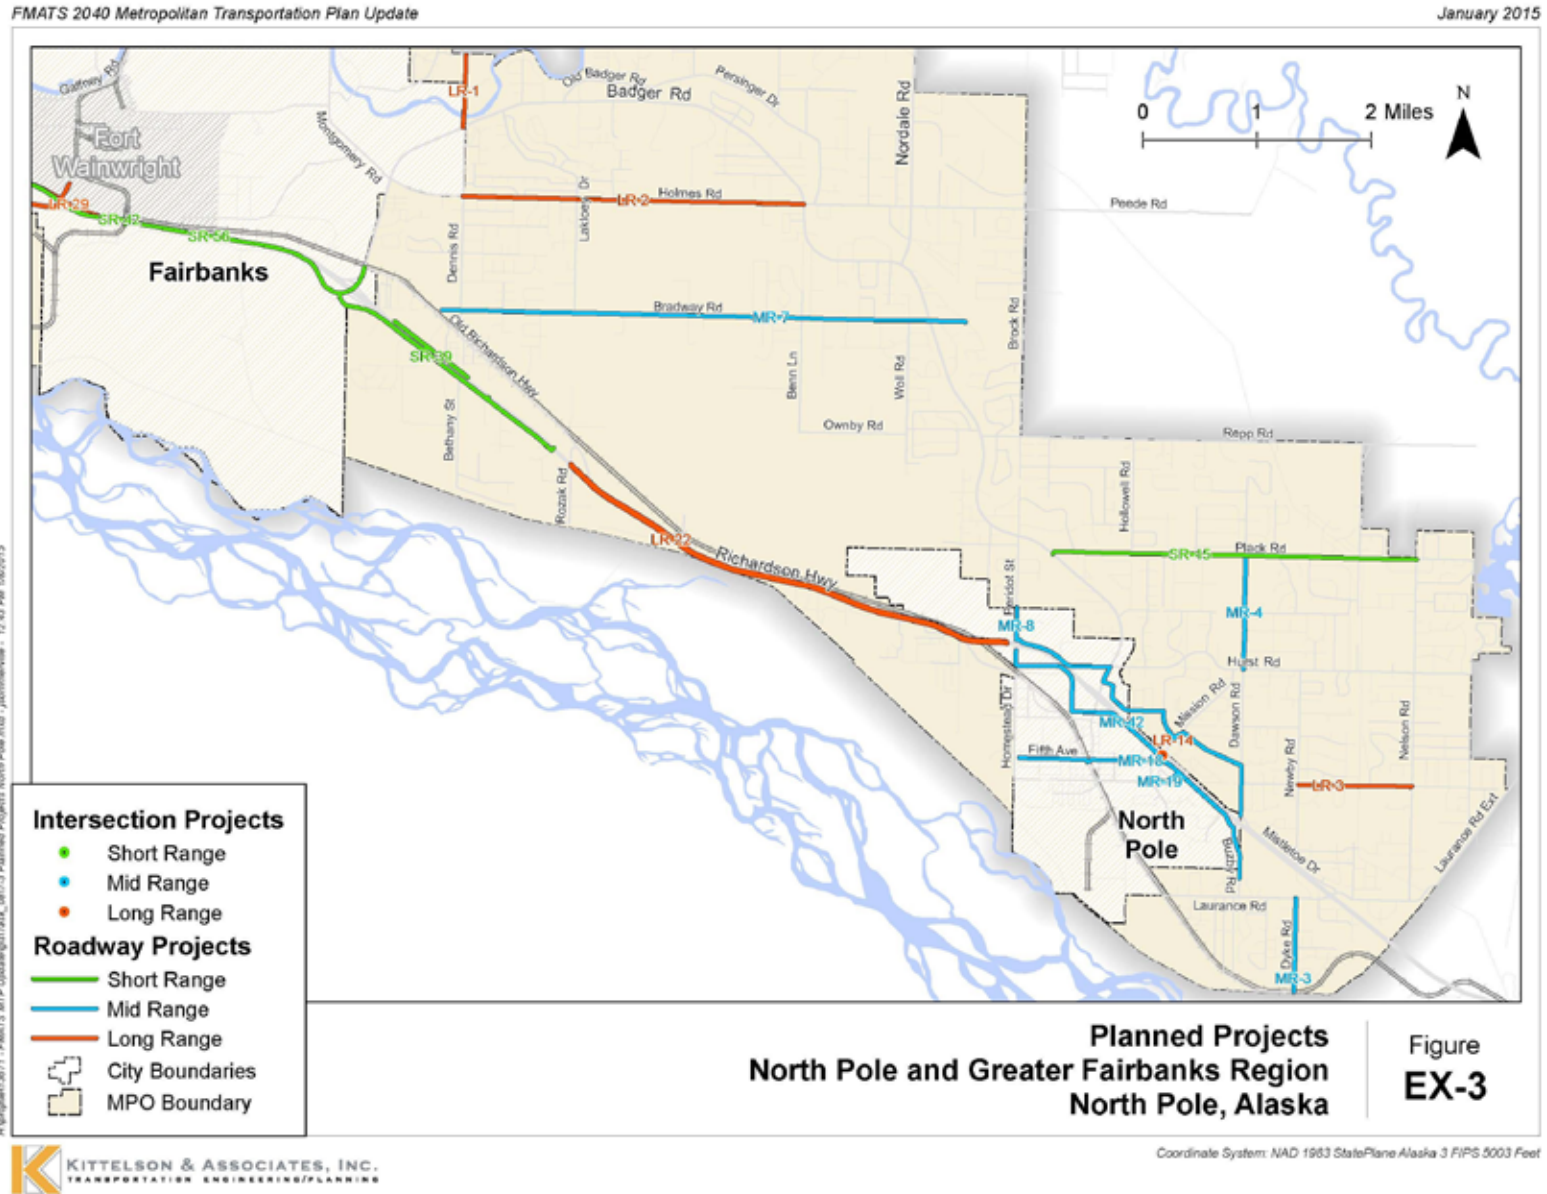 FMATS 2040 Metropolitan Transportation Plan Update
January 2015
Gaffney Rd
Fort
Wainwright
Montgomery Rd
LR-1
Old Badger Rd
Badger Rd
Persinger Dr
Nordale Rd
0 1 2 Miles
N
LR-29
SR-42
Fairbanks
Dennis Rd
Lakloey Dr
LR-2
Holmes Rd
Peede Rd
Bradway Rd
MR-7
Brock Rd
Old Richardson Hwy
Benn Ln
Woll Rd
Ownby Rd
Repp Rd
Bethany St
Rozak Rd
Hollowell Rd
LR-22
Richardson Hwy
SR-15
Plack Rd
Peridot St
MR-8
MR-4
Hurst Rd
Homestead Dr
Mission Rd
Dawson Rd
Nelson Rd
MR-12
LR-14
Fifth Ave
MR-18
MR-19
Newby Rd
LR-3
North
Pole
Mistletoe Dr
Buzby Rd
Laurance Rd Ext
Laurance Rd
Dyke Rd
MR-3
Intersection Projects
Short Range
Mid Range
Long Range
Roadway Projects
Short Range
Mid Range
Long Range
City Boundaries
MPO Boundary
Planned Projects
North Pole and Greater Fairbanks Region
North Pole, Alaska
Figure
EX-3
Coordinate System: NAD 1983 StatePlane Alaska 3 FIPS 5003 Feet
KITTELSON & ASSOCIATES, INC.
TRANSPORTATION ENGINEERING/PLANNING